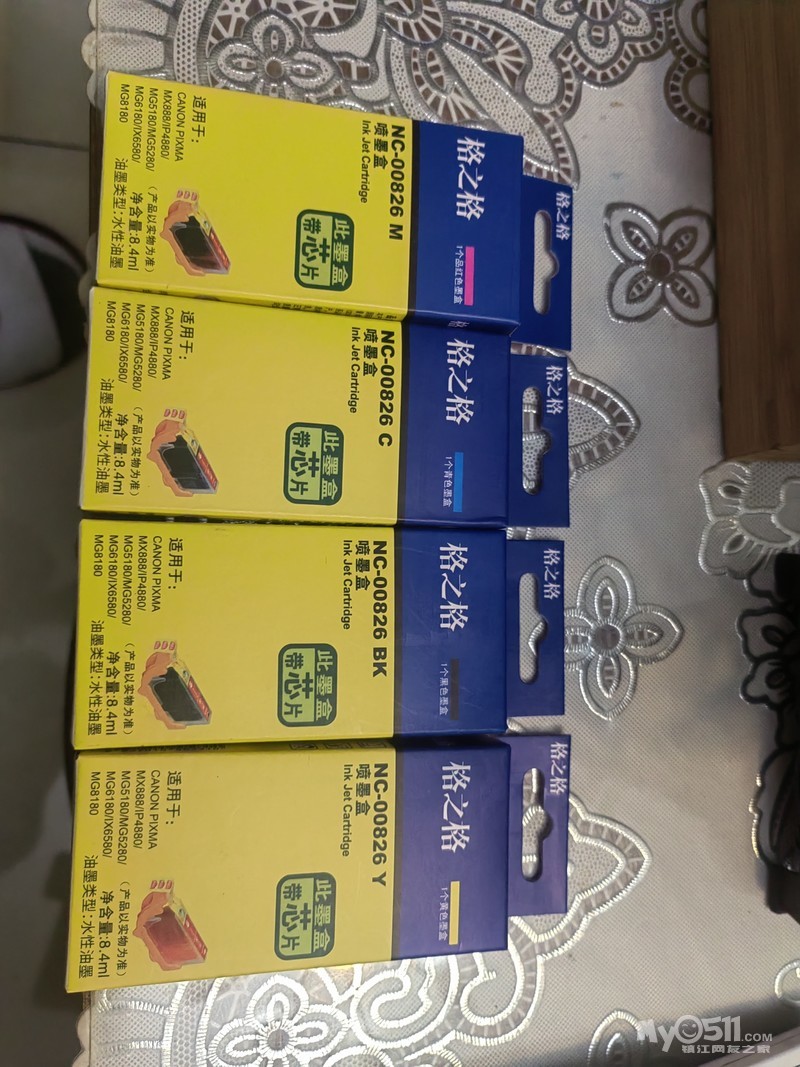 格之格
格之格
1个品红色墨盒
NC-00826 M
喷墨盒
Ink Jet Cartridge
此墨盒
带芯片
适用于：
CANON PIXMA
MX888/IP4880/
MG5180/MG5280/
MG6180/IX6580/
MG8180
（产品以实物为准）
净含量:8.4ml
油墨类型:水性油墨
格之格
格之格
1个青色墨盒
NC-00826 C
喷墨盒
Ink Jet Cartridge
此墨盒
带芯片
适用于：
CANON PIXMA
MX888/IP4880/
MG5180/MG5280/
MG6180/IX6580/
MG8180
（产品以实物为准）
净含量:8.4ml
油墨类型:水性油墨
格之格
格之格
1个黑色墨盒
NC-00826 BK
喷墨盒
Ink Jet Cartridge
此墨盒
带芯片
适用于：
CANON PIXMA
MX888/IP4880/
MG5180/MG5280/
MG6180/IX6580/
MG8180
（产品以实物为准）
净含量:8.4ml
油墨类型:水性油墨
格之格
格之格
1个黄色墨盒
NC-00826 Y
喷墨盒
Ink Jet Cartridge
此墨盒
带芯片
适用于：
CANON PIXMA
MX888/IP4880/
MG5180/MG5280/
MG6180/IX6580/
MG8180
（产品以实物为准）
净含量:8.4ml
油墨类型:水性油墨
My0511.COM
镇江网友之家